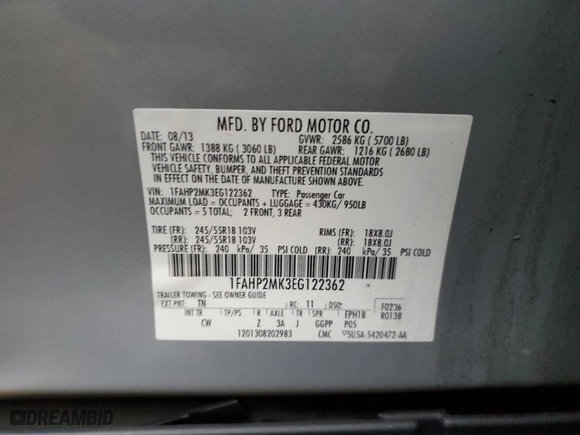 MFD. BY FORD MOTOR CO.
DATE: 08/13 GVWR: 2586 KG ( 5700 LB)
FRONT GAWR: 1388 KG ( 3060 LB) REAR GAWR: 1216 KG ( 2680 LB)
THIS VEHICLE CONFORMS TO ALL APPLICABLE FEDERAL MOTOR
VEHICLE SAFETY, BUMPER, AND THEFT PREVENTION STANDARDS
IN EFFECT ON THE DATE OF MANUFACTURE SHOWN ABOVE.
VIN: 1FAHP2MK3EG122362 TYPE: Passenger Car
MAXIMUM LOAD = OCCUPANTS + LUGGAGE = 430KG/ 950LB
OCCUPANTS = 5 TOTAL; 2 FRONT, 3 REAR
TIRE (FR): 245/55R18 103V RIMS (FR): 18X8.0J
(RR): 245/55R18 103V (RR): 18X8.0J
PRESSURE (FR): 240 kPa/ 35 PSI COLD (RR): 240 kPa/ 35 PSI COLD
1FAHP2MK3EG122362
TRAILER TOWING - SEE OWNER GUIDE
EXT PNT: TN RC: 11 DSO: F0236
R0138
INT TR TP/PS R AXLE TR SPR EPH18
CW Z 3A J GGPP P05
1201308202983 CMC
DREAMBID